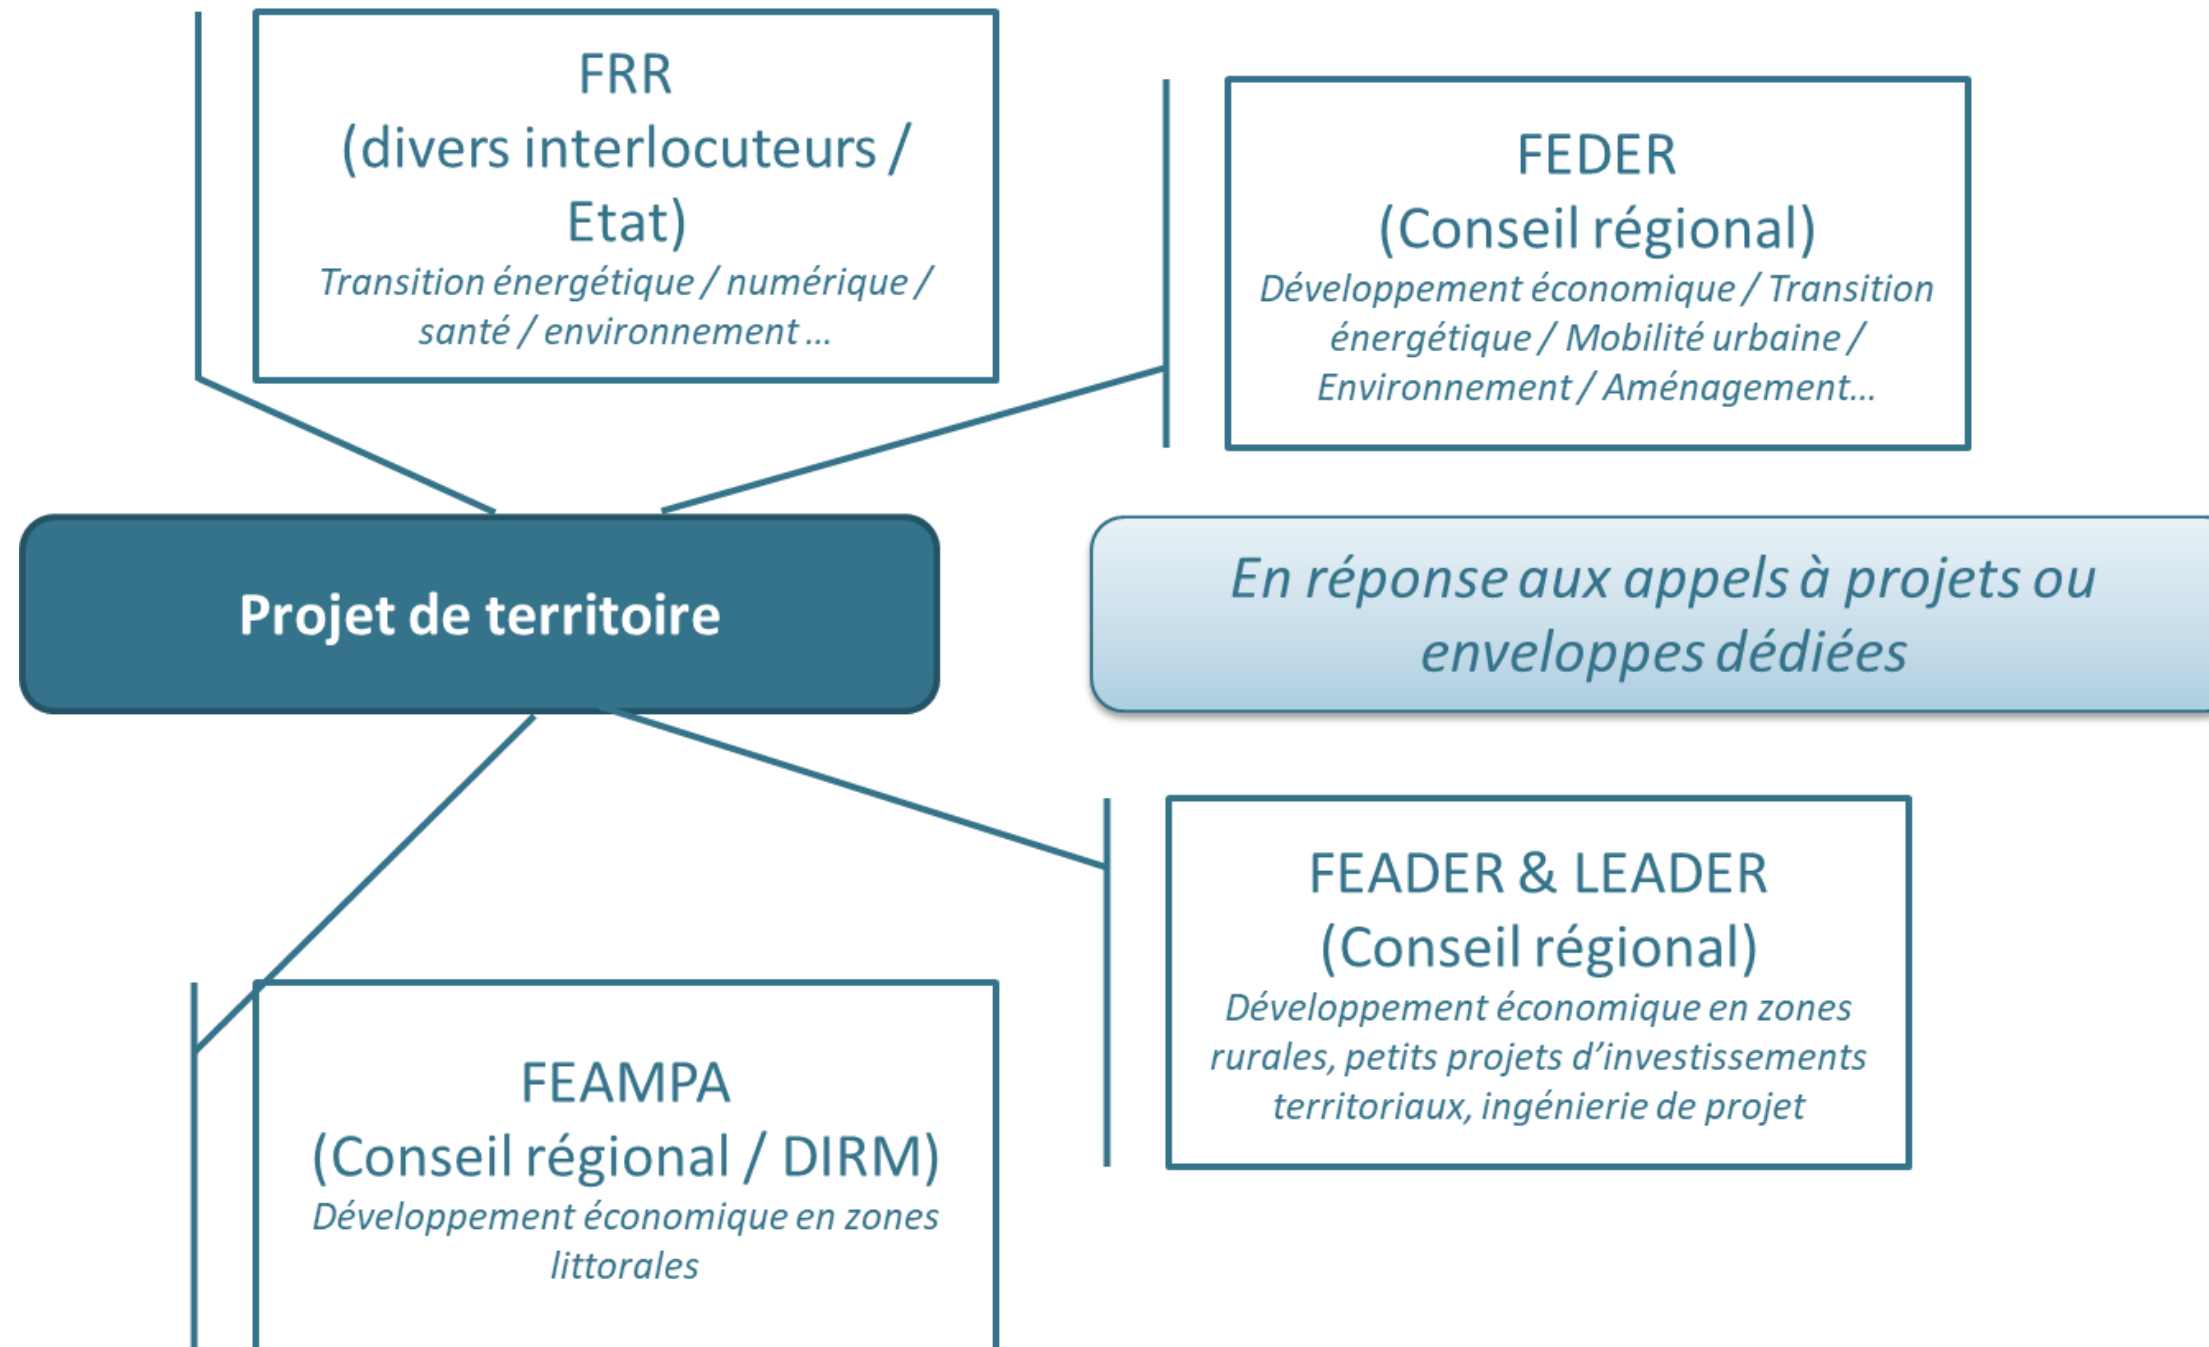 FRR
(divers interlocuteurs /
Etat)
Transition énergétique / numérique /
santé / environnement ...
FEDER
(Conseil régional)
Développement économique / Transition
énergétique / Mobilité urbaine /
Environnement / Aménagement...
Projet de territoire
En réponse aux appels à projets ou
enveloppes dédiées
FEADER & LEADER
(Conseil régional)
Développement économique en zones
rurales, petits projets d’investissements
territoriaux, ingénierie de projet
FEAMPA
(Conseil régional / DIRM)
Développement économique en zones
littorales